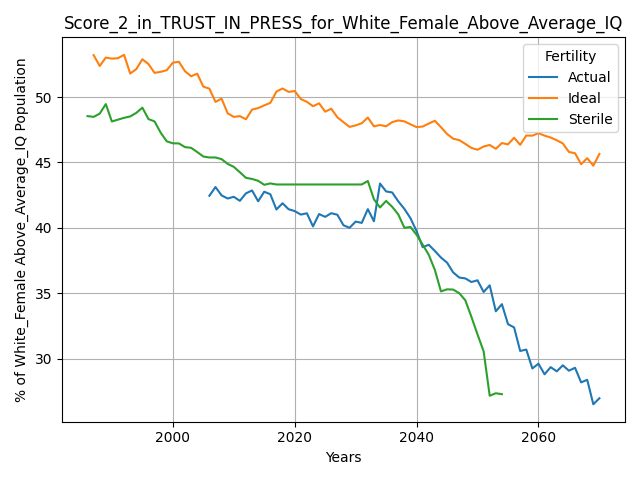 Score_2_in_TRUST_IN_PRESS_for_White_Female_Above_Average_IQ
% of White_Female Above_Average_IQ Population
Fertility
Actual
Ideal
Sterile
50
45
40
35
30
2000
2020
2040
2060
Years